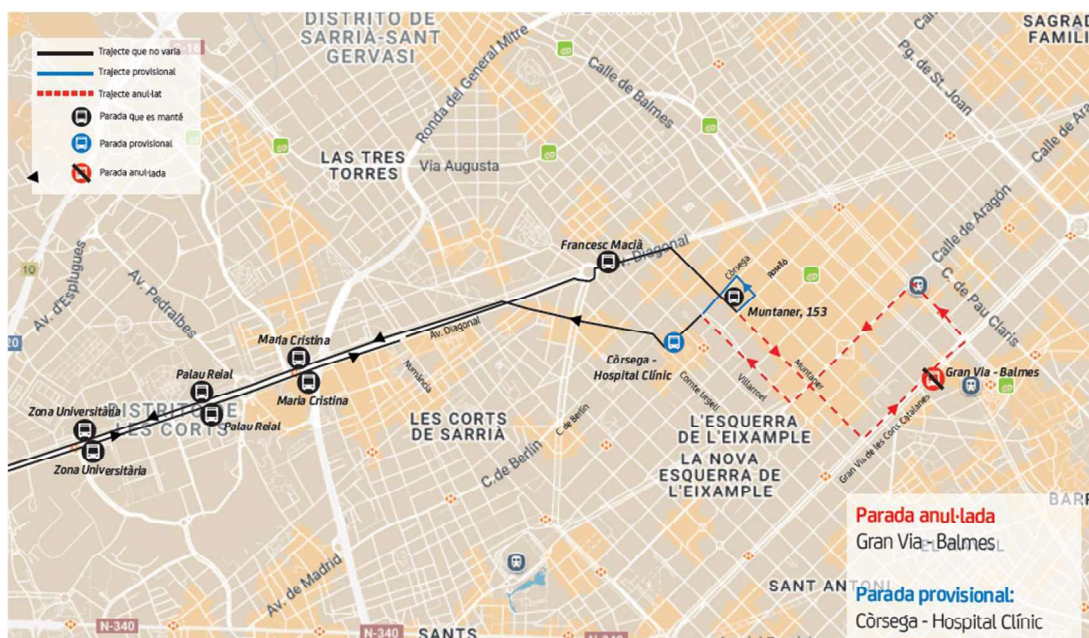 DISTRITO DE
SARRIÀ-SANT
GERVASI
SAGRAD
FAMILI
Trajecte que no varia
Trajecte provisional
Trajecte anul·lat
Parada que es manté
Parada provisional
Parada anul·lada
Ronda del General Mitre
Calle de Balmes
Pg. de St. Joan
Calle de Ara
LAS TRES
TORRES
Vía Augusta
Calle de Aragón
C. de Pau Claris
Francesc Macià
Av. Diagonal
Còrsega
Rosselló
Muntaner, 153
Av. d'Esplugues
Av. Pedralbes
20
Maria Cristina
Av. Diagonal
Numància
Maria Cristina
Palau Reial
Palau Reial
Zona Universitària
DISTRITO DE
LES CORTS
Zona Universitària
Còrsega -
Hospital Clínic
Comte Urgell
Villarroel
Muntaner
Gran Via - Balmes
Gran Via de les Corts Catalanes
LES CORTS
DE SARRIÀ
C. de Berlín
C. de Berlín
L'ESQUERRA
DE L'EIXAMPLE
LA NOVA
ESQUERRA DE
L'EIXAMPLE
BARR
Parada anul·lada
Gran Via - Balmes
Av. de Madrid
SANT ANTONI
Parada provisional:
Còrsega - Hospital Clínic
N-340
N-340
SANTS